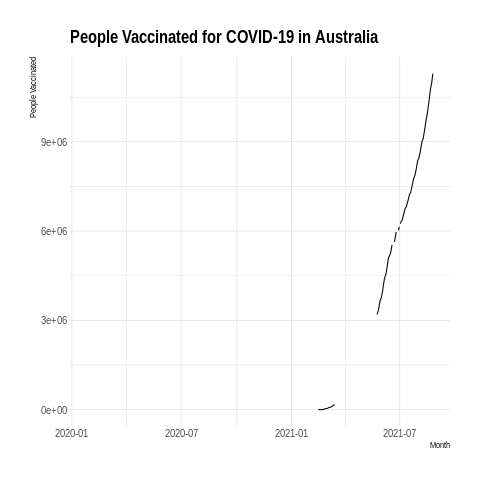 People Vaccinated for COVID-19 in Australia
People Vaccinated
9e+06
6e+06
3e+06
0e+00
2020-01 2020-07 2021-01 2021-07
Month